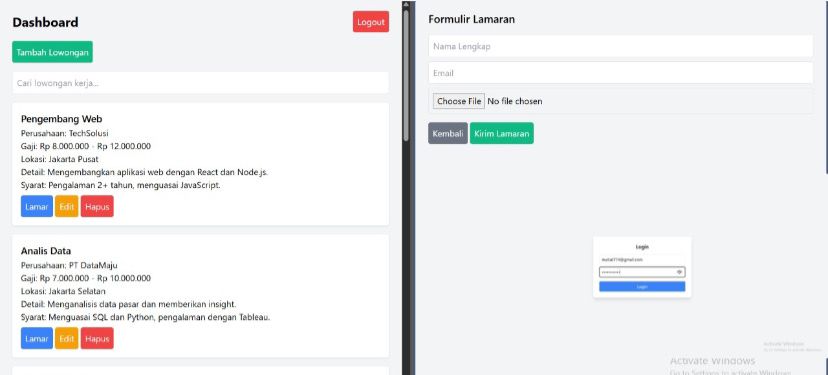 Dashboard
Logout
Tambah Lowongan
Cari lowongan kerja...
Pengembang Web
Perusahaan: TechSolusi
Gaji: Rp 8.000.000 - Rp 12.000.000
Lokasi: Jakarta Pusat
Detail: Mengembangkan aplikasi web dengan React dan Node.js.
Syarat: Pengalaman 2+ tahun, menguasai JavaScript.
Lamar Edit Hapus
Analis Data
Perusahaan: PT DataMaju
Gaji: Rp 7.000.000 - Rp 10.000.000
Lokasi: Jakarta Selatan
Detail: Menganalisis data pasar dan memberikan insight.
Syarat: Menguasai SQL dan Python, pengalaman dengan Tableau.
Lamar Edit Hapus
Formulir Lamaran
Nama Lengkap
Email
Choose File No file chosen
Kembali Kirim Lamaran
Login
Login
Activate Windows
Activate Windows
Go to Settings to activate Windows.